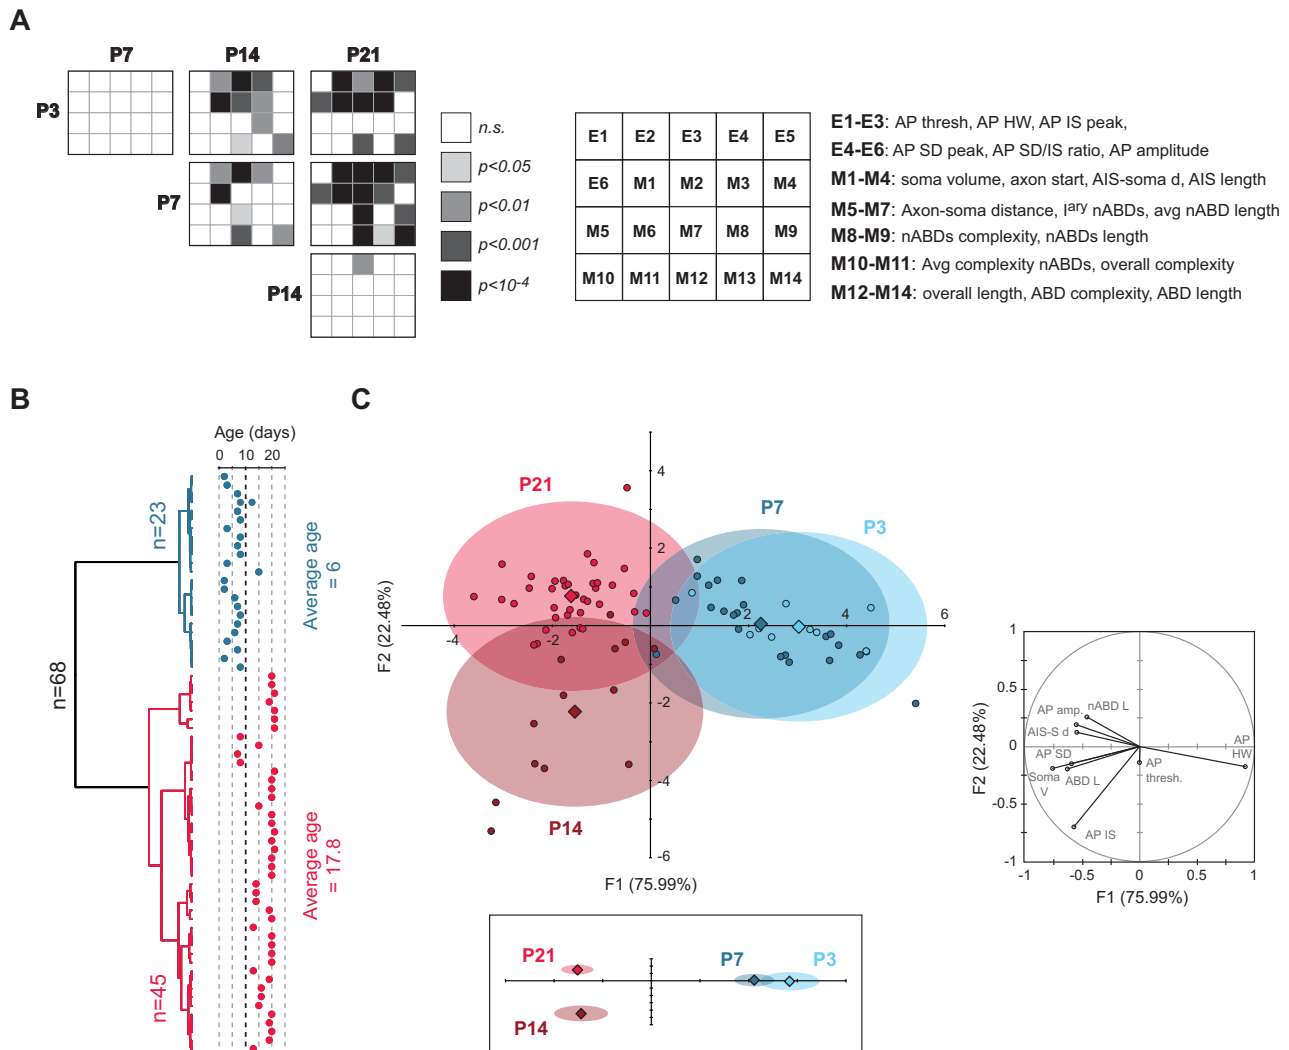 A
P7 P14 P21
P3
P7
P14
n.s.
p<0.05
p<0.01
p<0.001
p<10-4
E1 E2 E3 E4 E5
E6 M1 M2 M3 M4
M5 M6 M7 M8 M9
M10 M11 M12 M13 M14
E1-E3: AP thresh, AP HW, AP IS peak,
E4-E6: AP SD peak, AP SD/IS ratio, AP amplitude
M1-M4: soma volume, axon start, AIS-soma d, AIS length
M5-M7: Axon-soma distance, Iary nABDs, avg nABD length
M8-M9: nABDs complexity, nABDs length
M10-M11: Avg complexity nABDs, overall complexity
M12-M14: overall length, ABD complexity, ABD length
B
Age (days)
0 10 20
n=68
n=23
n=45
Average age
= 6
Average age
= 17.8
C
P21
P7
P3
P14
4
2
-2
-4
-6
-4 -2 2 4 6
F2 (22.48%)
F1 (75.99%)
P21
P7
P3
P14
1
0.5
0
-0.5
-1
-1 -0.5 0 0.5 1
F2 (22.48%)
F1 (75.99%)
AP amp.
nABD L
AIS-S d
AP SD
Soma
V
ABD L
AP IS
AP
thresh.
AP
HW